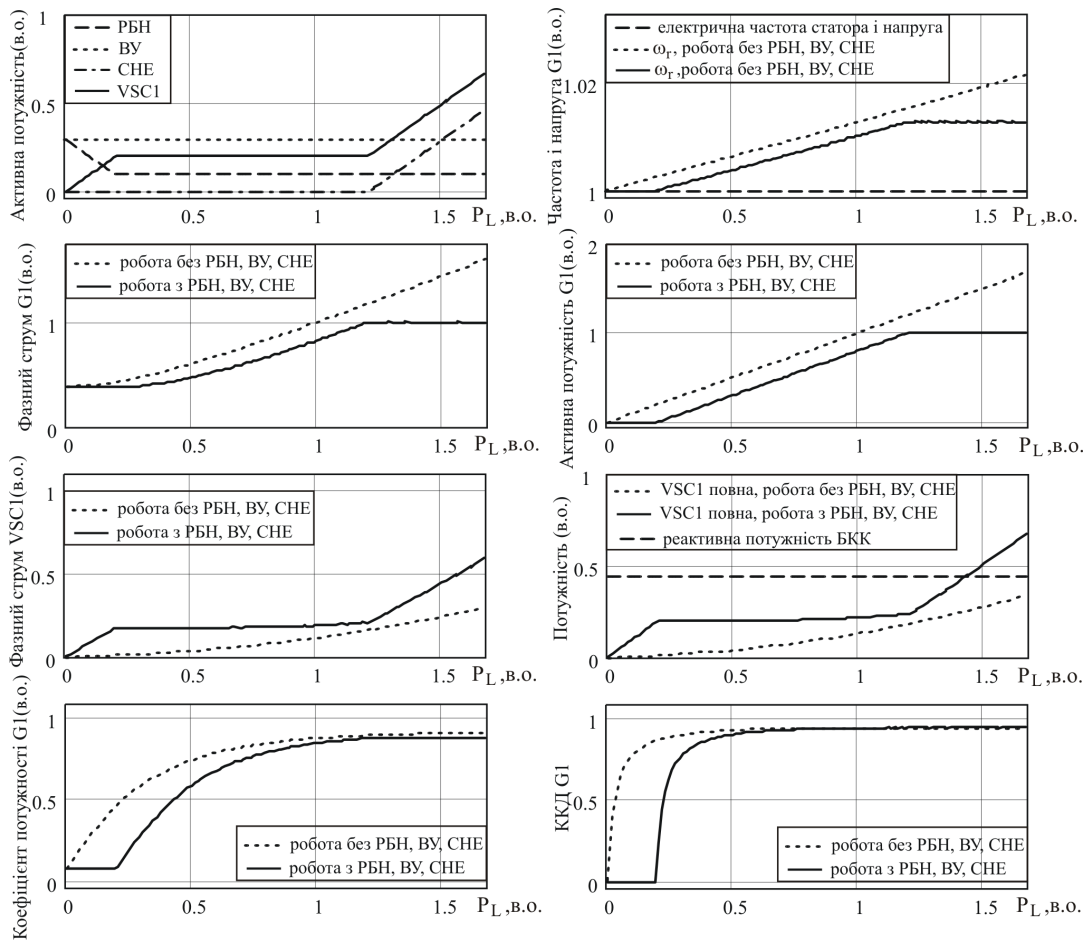 Активна потужність(в.о.)
1
0.5
0
РБН
ВУ
СНЕ
VSC1
0
0.5
1
1.5
P_L,в.о.
Частота і напруга G1(в.о.)
1.02
1
електрична частота статора і напруга
ω_r, робота без РБН, ВУ, СНЕ
ω_r,робота без РБН, ВУ, СНЕ
0
0.5
1
1.5
P_L,в.о.
Фазний струм G1(в.о.)
1
0
робота без РБН, ВУ, СНЕ
робота з РБН, ВУ, СНЕ
0
0.5
1
1.5
P_L,в.о.
Активна потужність G1(в.о.)
2
1
0
робота без РБН, ВУ, СНЕ
робота з РБН, ВУ, СНЕ
0
0.5
1
1.5
P_L,в.о.
Фазний струм VSC1(в.о.)
1
0.5
0
робота без РБН, ВУ, СНЕ
робота з РБН, ВУ, СНЕ
0
0.5
1
1.5
P_L,в.о.
Потужність (в.о.)
1
0.5
0
VSC1 повна, робота без РБН, ВУ, СНЕ
VSC1 повна, робота з РБН, ВУ, СНЕ
реактивна потужність БКК
0
0.5
1
1.5
P_L,в.о.
Коефіцієнт потужності G1(в.о.)
1
0.5
0
робота без РБН, ВУ, СНЕ
робота з РБН, ВУ, СНЕ
0
0.5
1
1.5
P_L,в.о.
ККД G1
1
0.5
0
робота без РБН, ВУ, СНЕ
робота з РБН, ВУ, СНЕ
0
0.5
1
1.5
P_L,в.о.